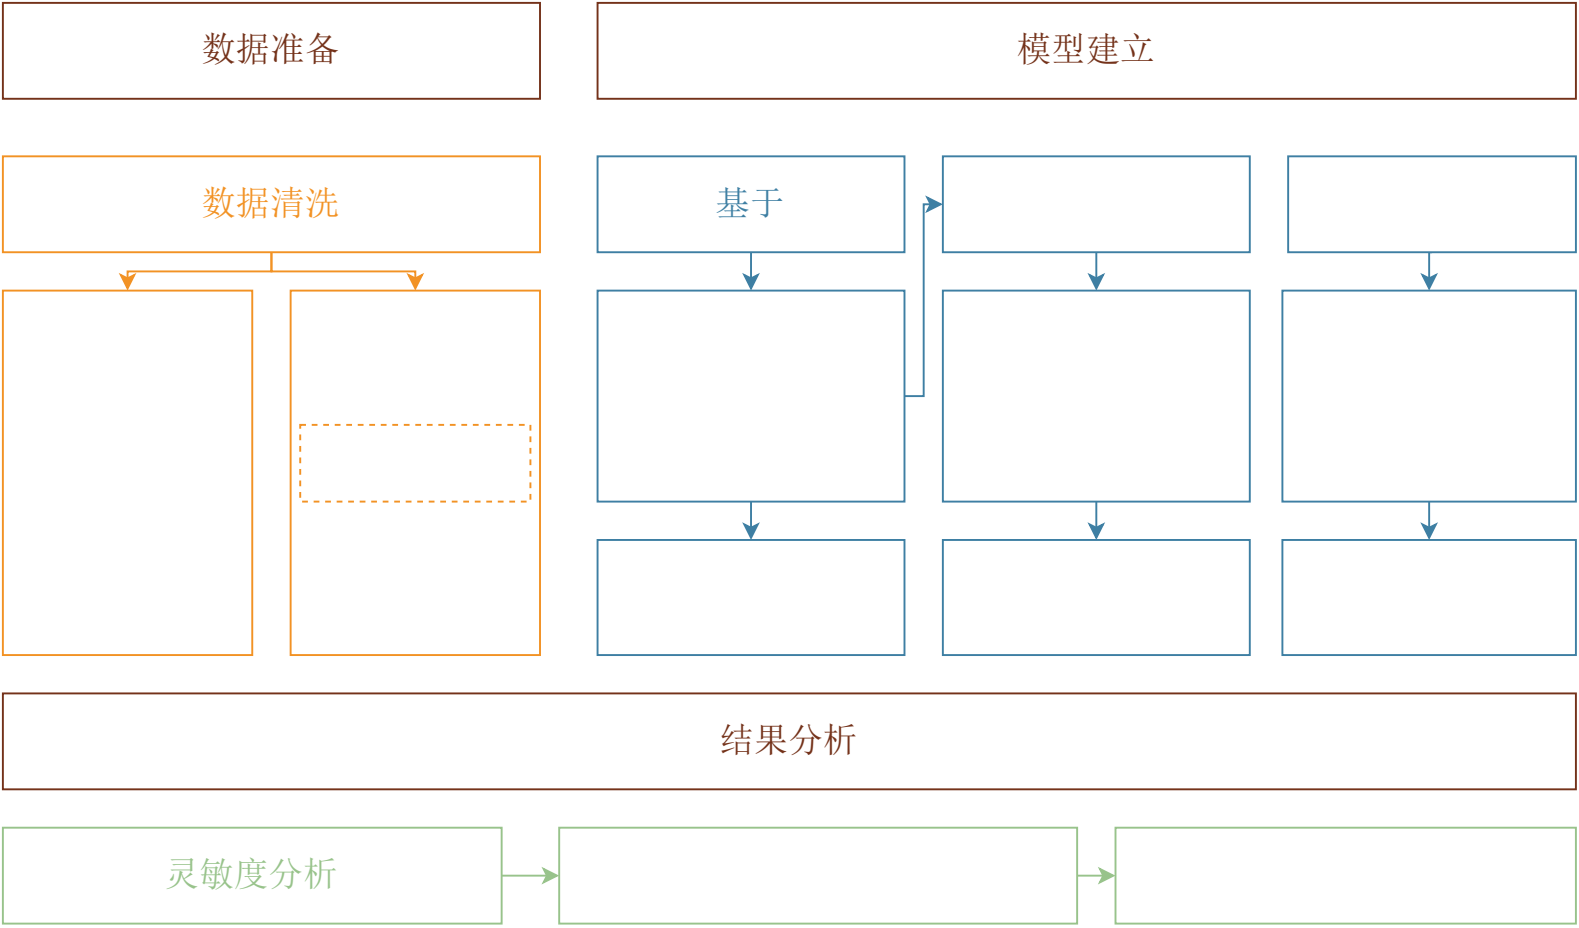 数据准备
模型建立
数据清洗
基于
结果分析
灵敏度分析